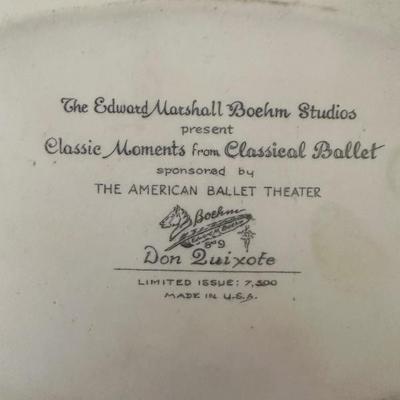 The Edward Marshall Boehm Studios
present
Classic Moments from Classical Ballet
sponsored by
THE AMERICAN BALLET THEATER
Boehm
Don Quixote
LIMITED ISSUE: 7,500
MADE IN U.S.A.